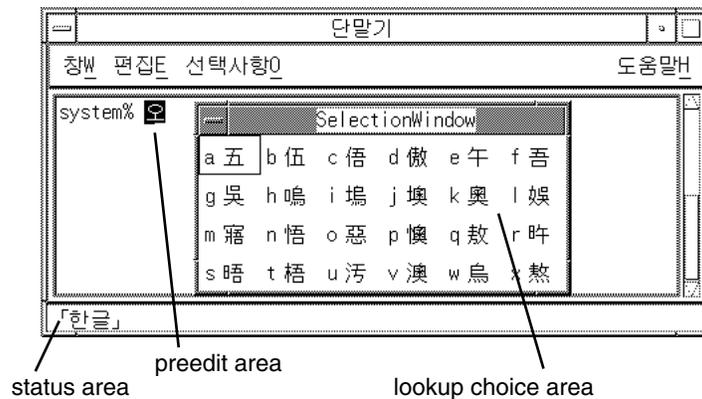 단말기
창W 편집E 선택사항O 도움말H
system% 오
SelectionWindow
a 五 b 伍 c 俉 d 傲 e 午 f 吾
g 吳 h 嗚 i 塢 j 墺 k 奧 l 娛
m 寤 n 悟 o 惡 p 懊 q 敖 r 旿
s 晤 t 梧 u 汚 v 澳 w 烏 x 熬
「한글」
preedit area
status area lookup choice area